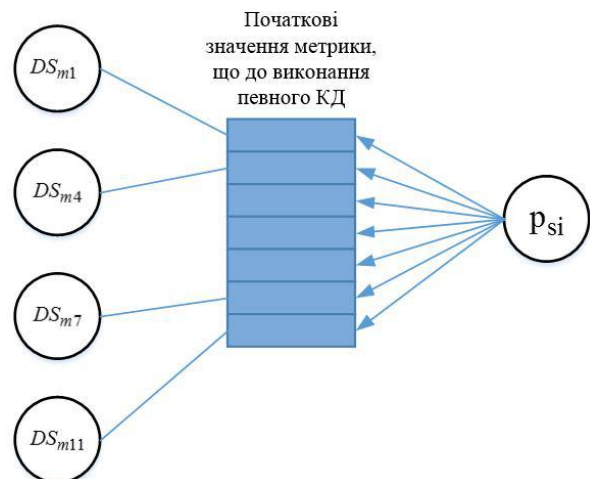 Початкові
значення метрики,
що до виконання
певного КД
DSm1
DSm4
DSm7
DSm11
psi